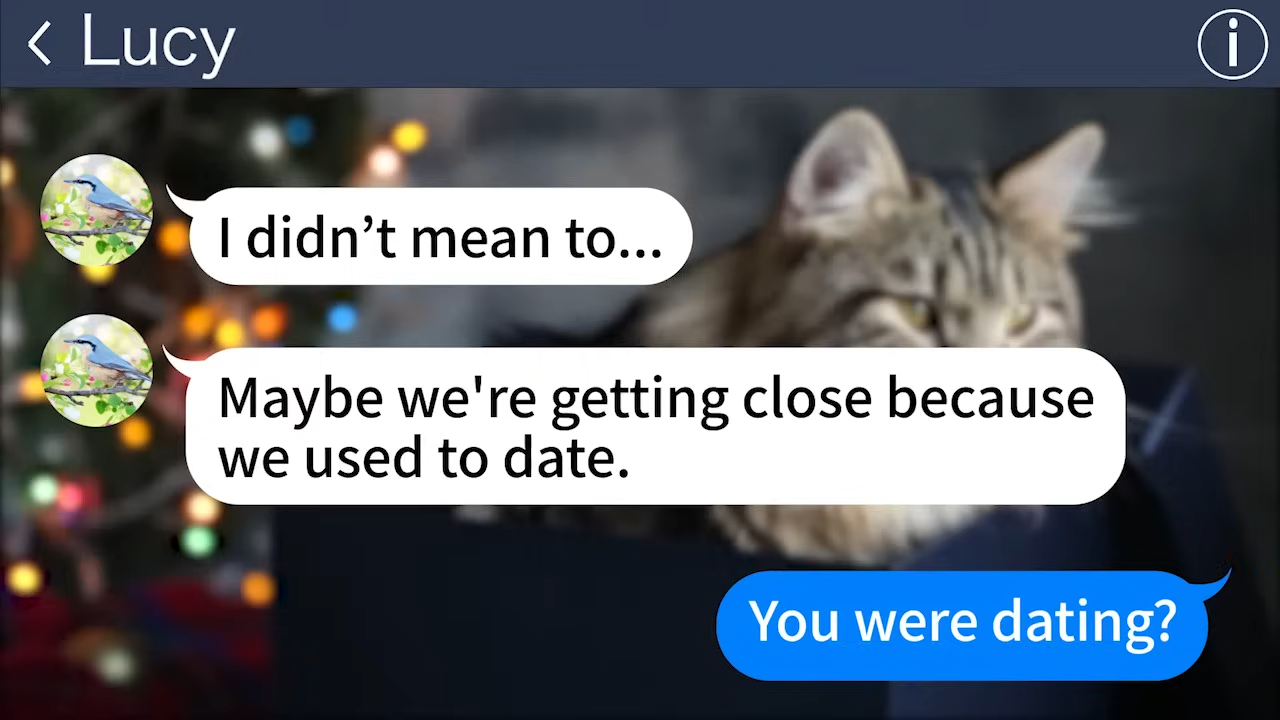 Lucy
I didn’t mean to...
Maybe we're getting close because
we used to date.
You were dating?